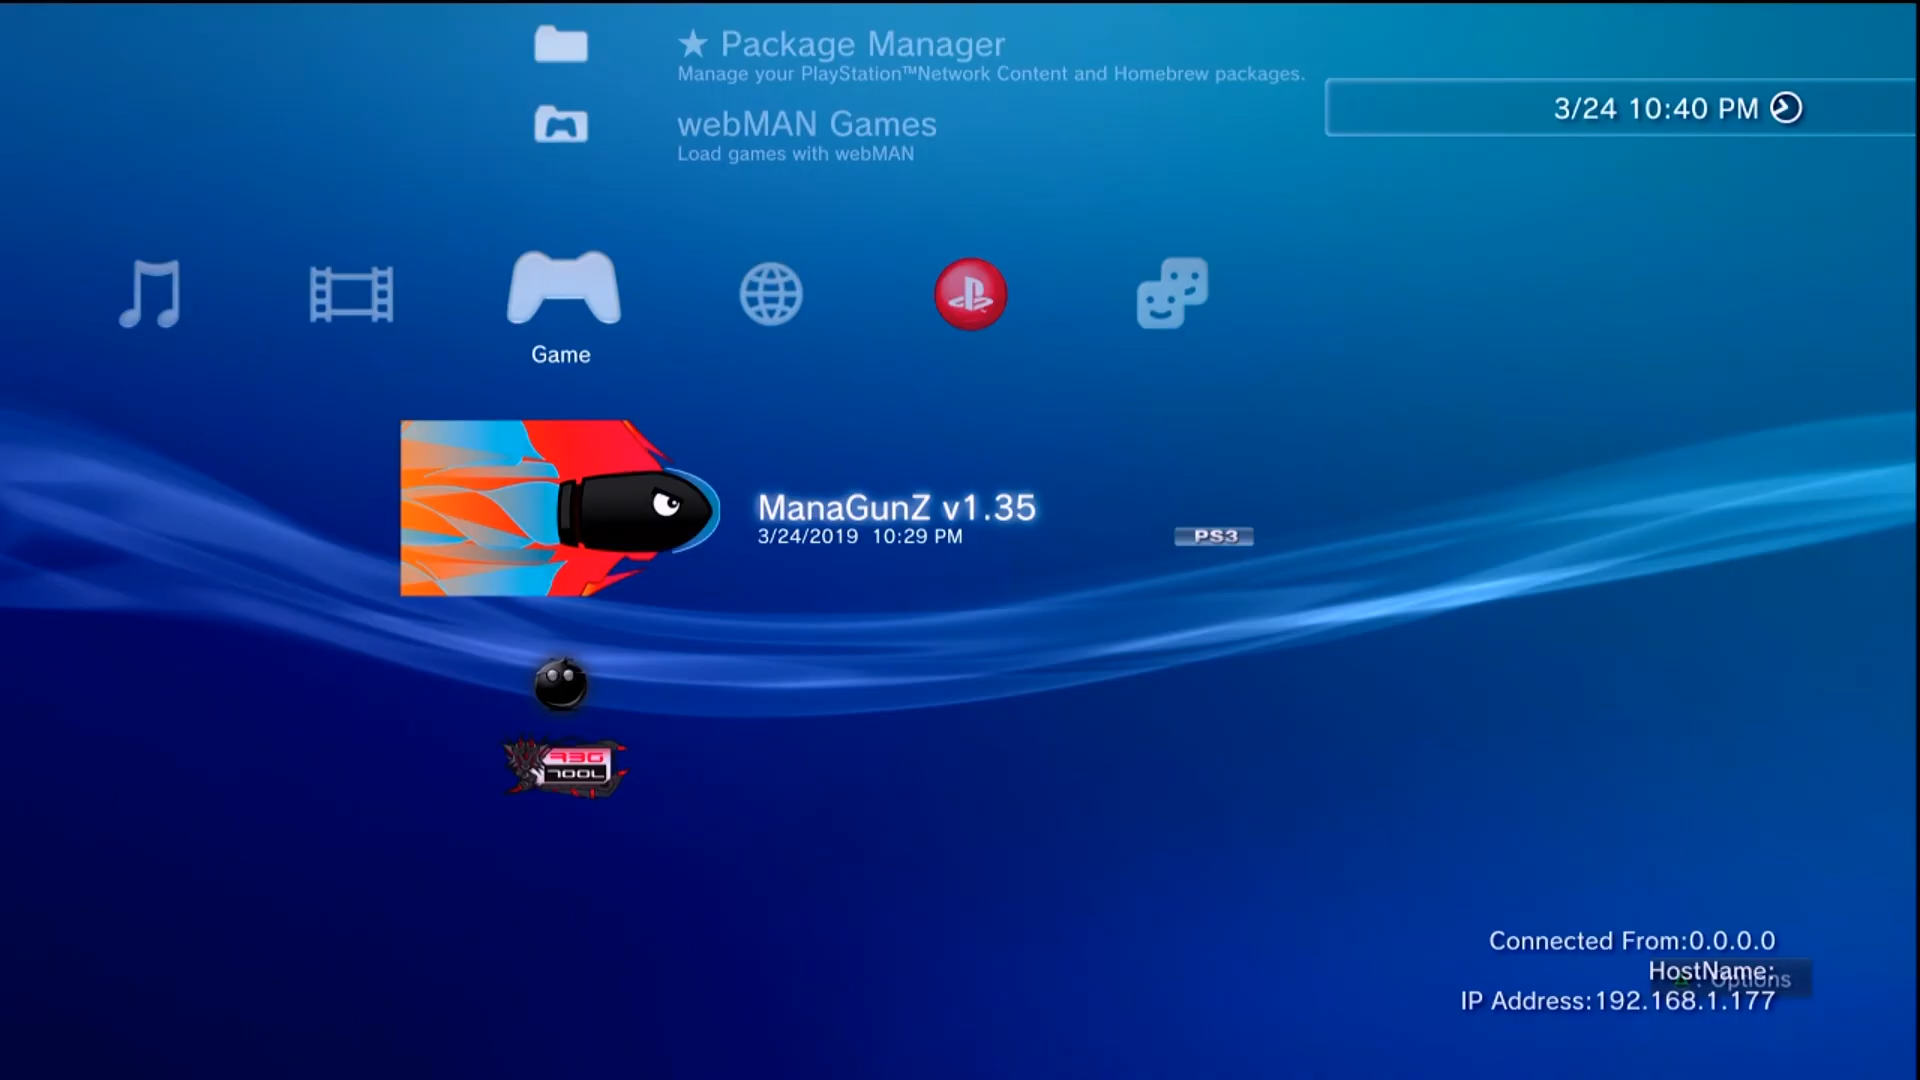 ★ Package Manager
Manage your PlayStation™Network Content and Homebrew packages.
webMAN Games
Load games with webMAN
3/24 10:40 PM
Game
ManaGunZ v1.35
3/24/2019 10:29 PM
PS3
TOOL
Connected From:0.0.0.0
HostName:
: Options
IP Address:192.168.1.177